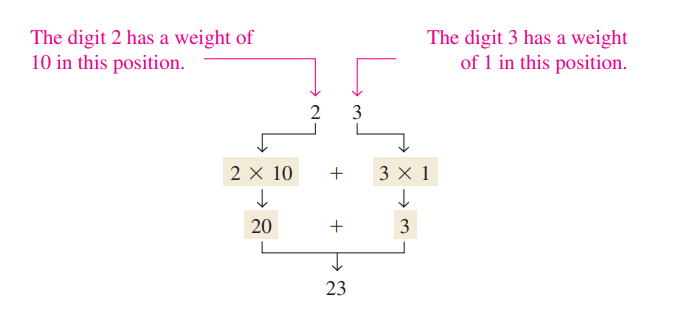 The digit 2 has a weight of
10 in this position.
The digit 3 has a weight
of 1 in this position.
2 3
2 × 10 + 3 × 1
20 + 3
23